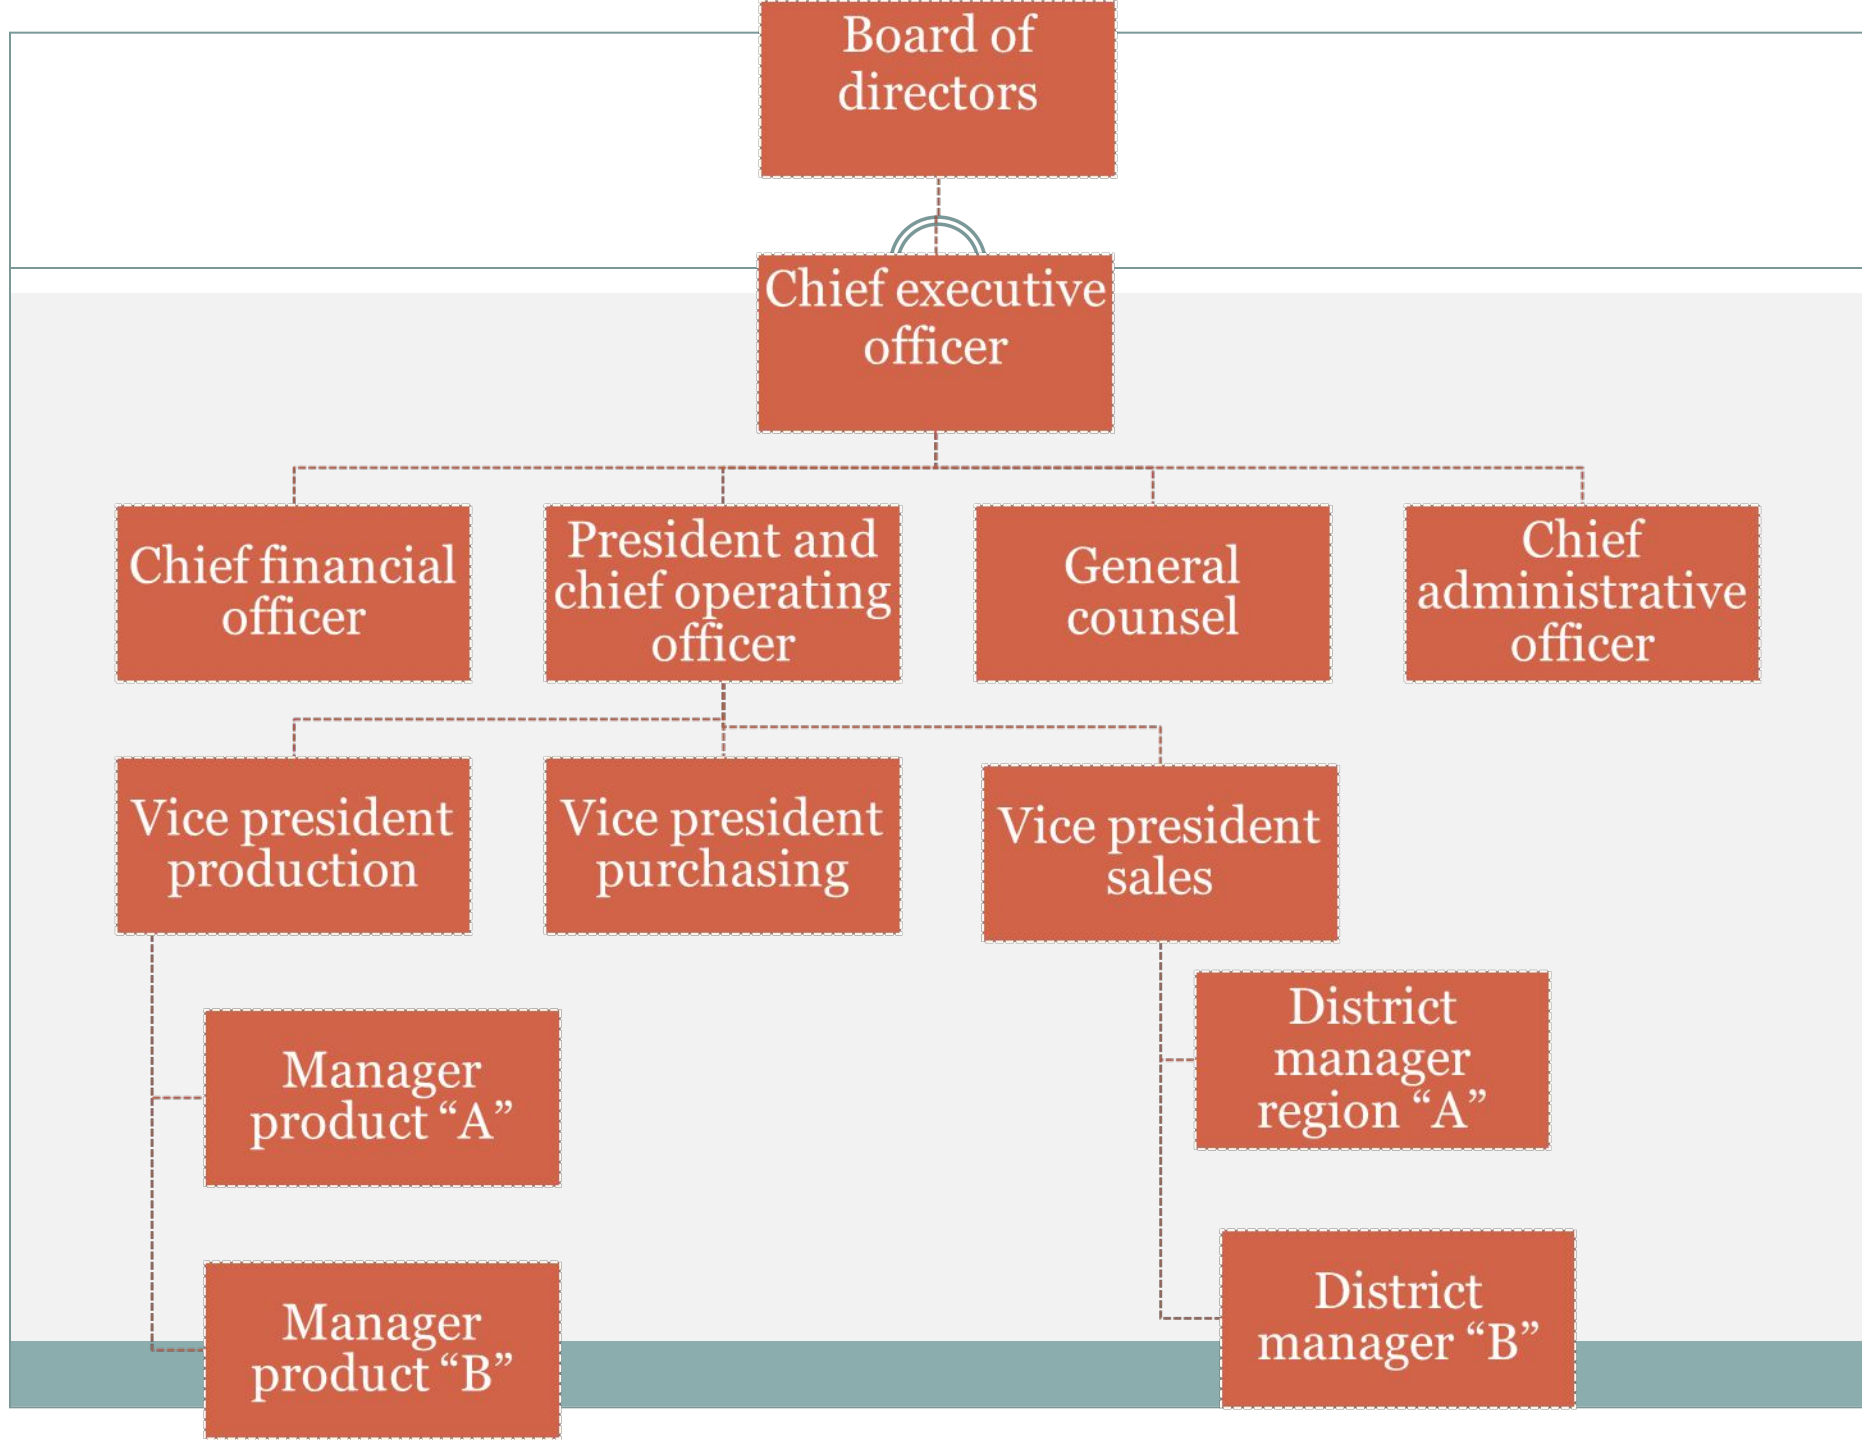 Board of
directors
Chief executive
officer
Chief financial
officer
President and
chief operating
officer
General
counsel
Chief
administrative
officer
Vice president
production
Vice president
purchasing
Vice president
sales
Manager
product “A”
District
manager
region “A”
Manager
product “B”
District
manager “B”